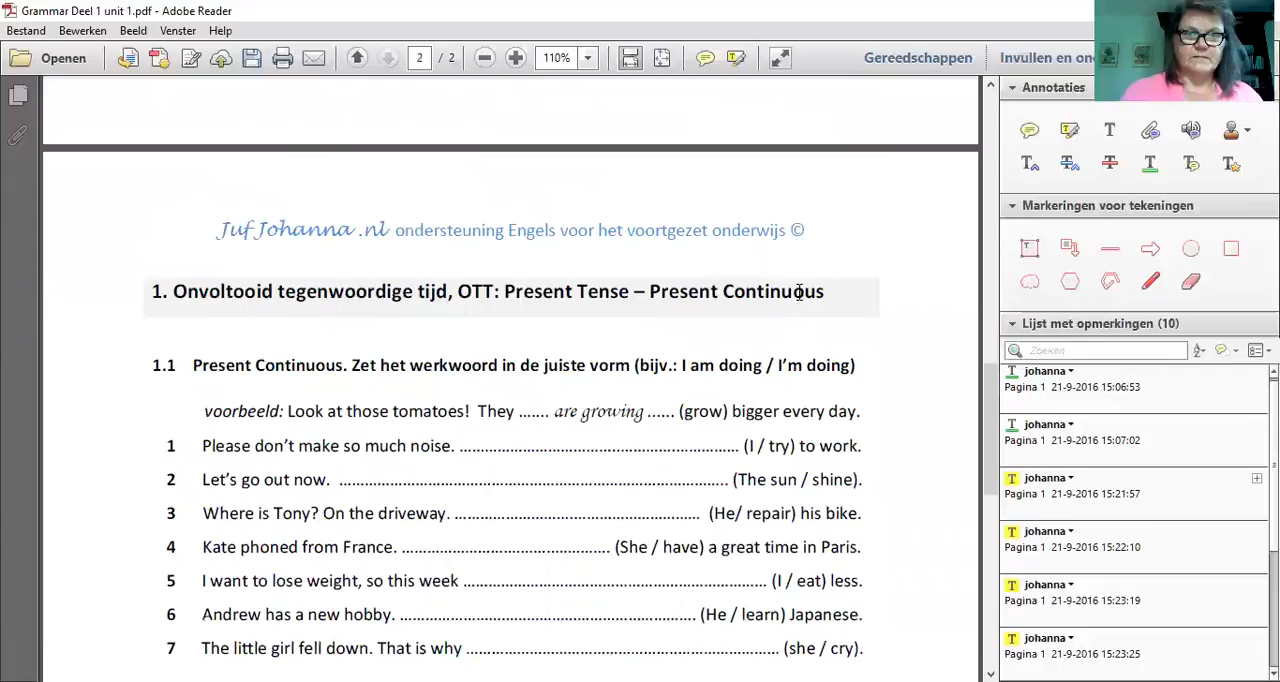 Grammar Deel 1 unit 1.pdf - Adobe Reader
Bestand Bewerken Beeld Venster Help
Openen 2 / 2 110% Gereedschappen Invullen en
Annotaties
Markeringen voor tekeningen
Lijst met opmerkingen (10)
Zoeken
johanna
Pagina 1 21-9-2016 15:06:53
johanna
Pagina 1 21-9-2016 15:07:02
johanna
Pagina 1 21-9-2016 15:21:57
johanna
Pagina 1 21-9-2016 15:22:10
johanna
Pagina 1 21-9-2016 15:23:19
johanna
Pagina 1 21-9-2016 15:23:25
Juf Johanna .nl ondersteuning Engels voor het voortgezet onderwijs ©
1. Onvoltooid tegenwoordige tijd, OTT: Present Tense – Present Continuous
1.1 Present Continuous. Zet het werkwoord in de juiste vorm (bijv.: I am doing / I'm doing)
voorbeeld: Look at those tomatoes! They ....... are growing ...... (grow) bigger every day.
1 Please don't make so much noise. ........................................................ (I / try) to work.
2 Let's go out now. ................................................................................ (The sun / shine).
3 Where is Tony? On the driveway. .................................................. (He/ repair) his bike.
4 Kate phoned from France. .......................................... (She / have) a great time in Paris.
5 I want to lose weight, so this week ............................................................ (I / eat) less.
6 Andrew has a new hobby. ............................................................ (He / learn) Japanese.
7 The little girl fell down. That is why .............................................................. (she / cry).